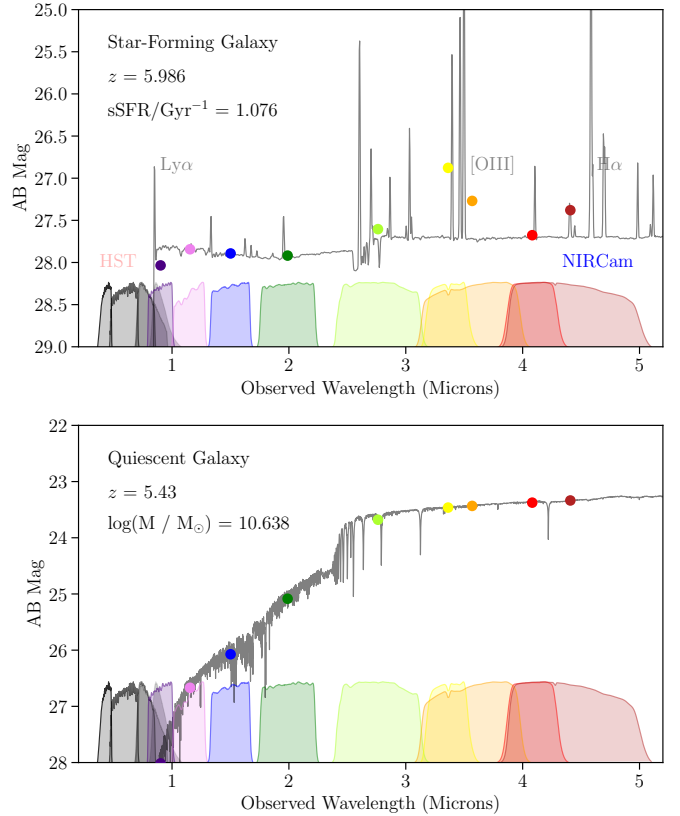 Star-Forming Galaxy
z = 5.986
sSFR/Gyr⁻¹ = 1.076
Lyα
[OIII]
Hα
HST
NIRCam
AB Mag
25.0
25.5
26.0
26.5
27.0
27.5
28.0
28.5
29.0
1 2 3 4 5
Observed Wavelength (Microns)
Quiescent Galaxy
z = 5.43
log(M / M⊙) = 10.638
AB Mag
22
23
24
25
26
27
28
1 2 3 4 5
Observed Wavelength (Microns)